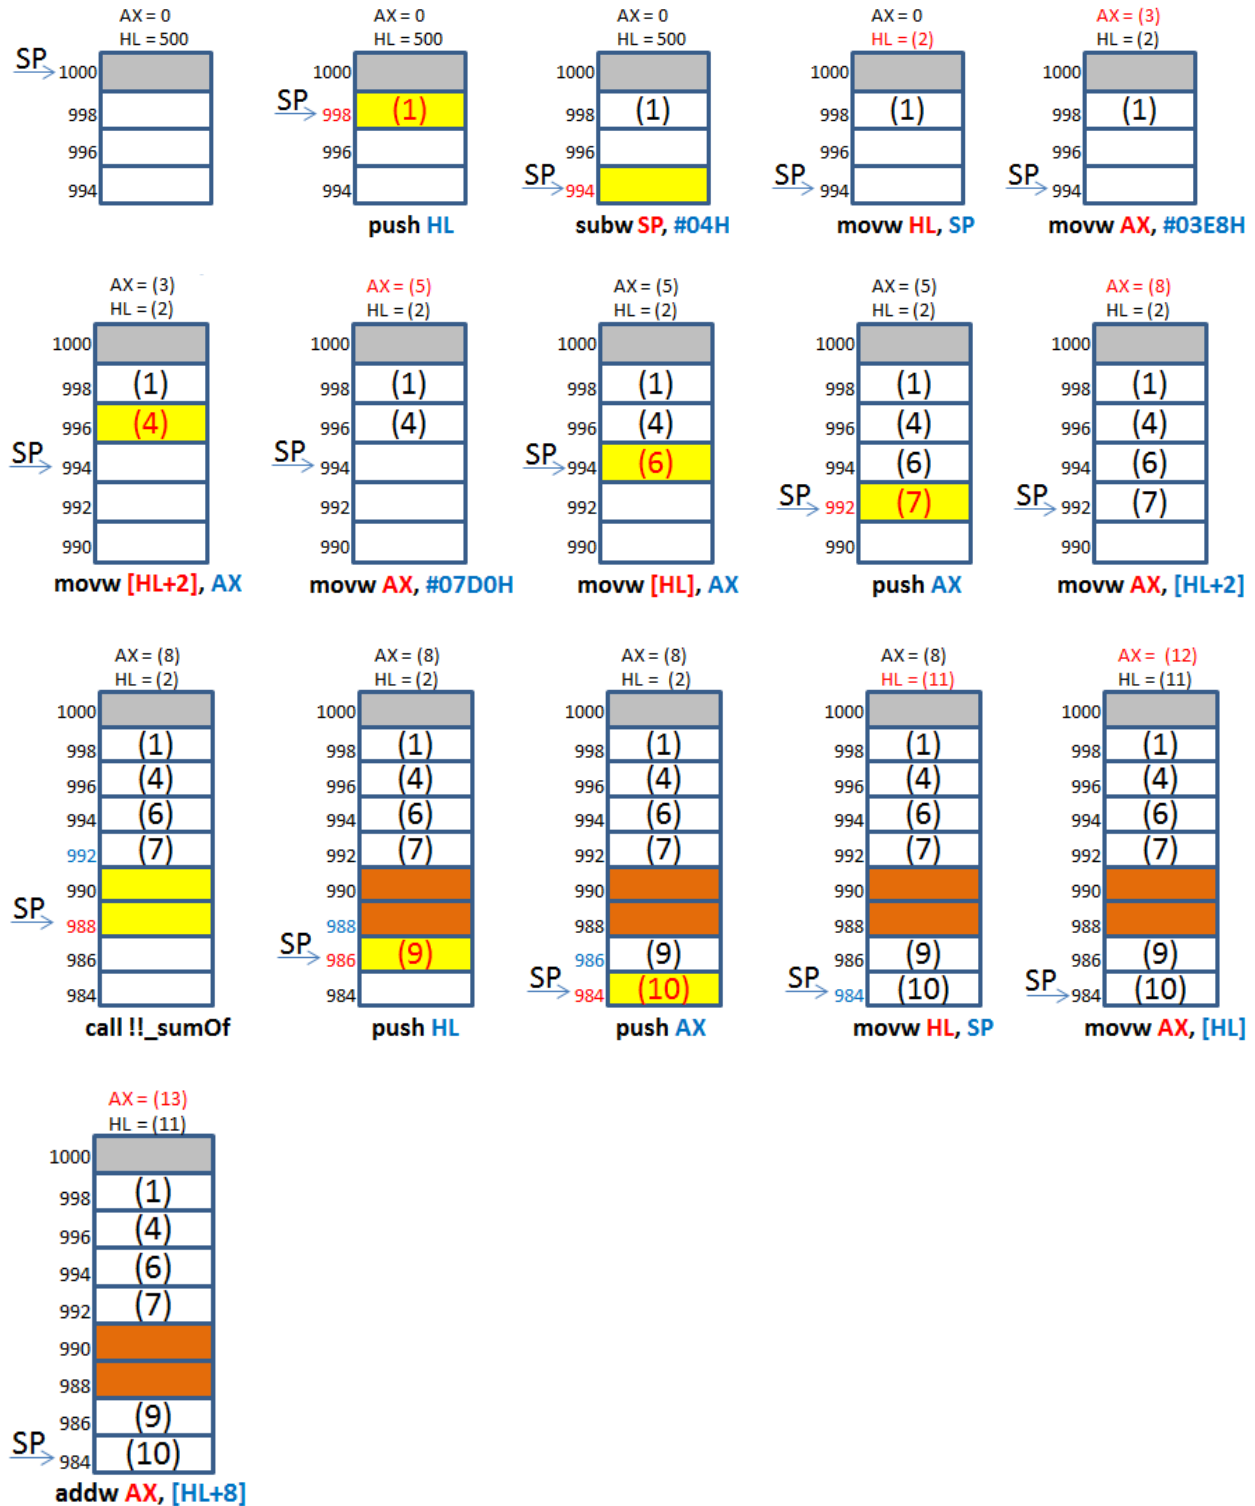 AX = 0 AX = 0 AX = 0 AX = 0 AX = (3)
HL = 500 HL = 500 HL = 500 HL = (2) HL = (2)
SP 1000 1000 1000 1000 1000
SP 998 (1) 998 (1) 998 (1) 998 (1) 998
996 996 996 996 996
994 994 SP 994 SP 994 SP 994
push HL subw SP, #04H movw HL, SP movw AX, #03E8H
AX = (3) AX = (5) AX = (5) AX = (5) AX = (8)
HL = (2) HL = (2) HL = (2) HL = (2) HL = (2)
1000 1000 1000 1000 1000
998 (1) 998 (1) 998 (1) 998 (1) 998 (1)
996 (4) 996 (4) 996 (4) 996 (4) 996 (4)
SP 994 SP 994 SP 994 (6) 994 (6) 994 (6)
992 992 992 SP 992 (7) SP 992 (7)
990 990 990 990 990
movw [HL+2], AX movw AX, #07D0H movw [HL], AX push AX movw AX, [HL+2]
AX = (8) AX = (8) AX = (8) AX = (8) AX = (12)
HL = (2) HL = (2) HL = (2) HL = (11) HL = (11)
1000 1000 1000 1000 1000
998 (1) 998 (1) 998 (1) 998 (1) 998 (1)
996 (4) 996 (4) 996 (4) 996 (4) 996 (4)
994 (6) 994 (6) 994 (6) 994 (6) 994 (6)
992 (7) 992 (7) 992 (7) 992 (7) 992 (7)
990 990 990 990 990
SP 988 988 988 988 988
986 SP 986 (9) 986 (9) 986 (9) 986 (9)
984 984 SP 984 (10) SP 984 (10) SP 984 (10)
call !!_sumOf push HL push AX movw HL, SP movw AX, [HL]
AX = (13)
HL = (11)
1000
998 (1)
996 (4)
994 (6)
992 (7)
990
988
986 (9)
SP 984 (10)
addw AX, [HL+8]